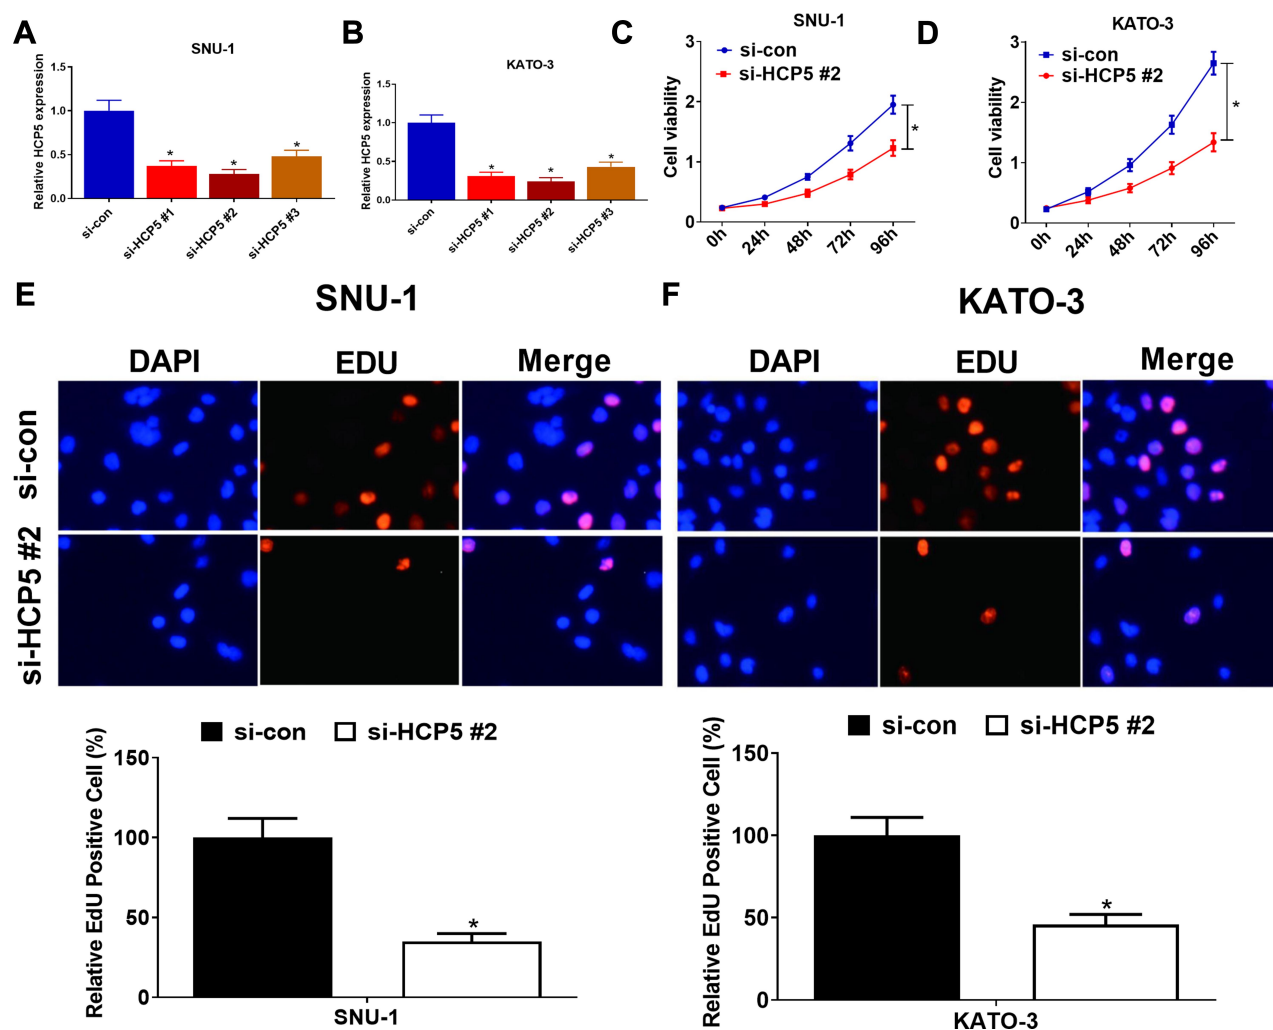 A
SNU-1
Relative HCP5 expression
1.5
1.0
0.5
0.0
*
*
*
si-con
si-HCP5 #1
si-HCP5 #2
si-HCP5 #3
B
KATO-3
Relative HCP5 expression
1.5
1.0
0.5
0.0
*
*
*
si-con
si-HCP5 #1
si-HCP5 #2
si-HCP5 #3
C
SNU-1
Cell viability
3
2
1
0
si-con
si-HCP5 #2
*
0h
24h
48h
72h
96h
D
KATO-3
Cell viability
3
2
1
0
si-con
si-HCP5 #2
*
0h
24h
48h
72h
96h
E
SNU-1
DAPI
EDU
Merge
si-con
si-HCP5 #2
F
KATO-3
DAPI
EDU
Merge
si-con
si-HCP5 #2
Relative EdU Positive Cell (%)
150
100
50
0
*
SNU-1
si-con
si-HCP5 #2
Relative EdU Positive Cell (%)
150
100
50
0
*
KATO-3